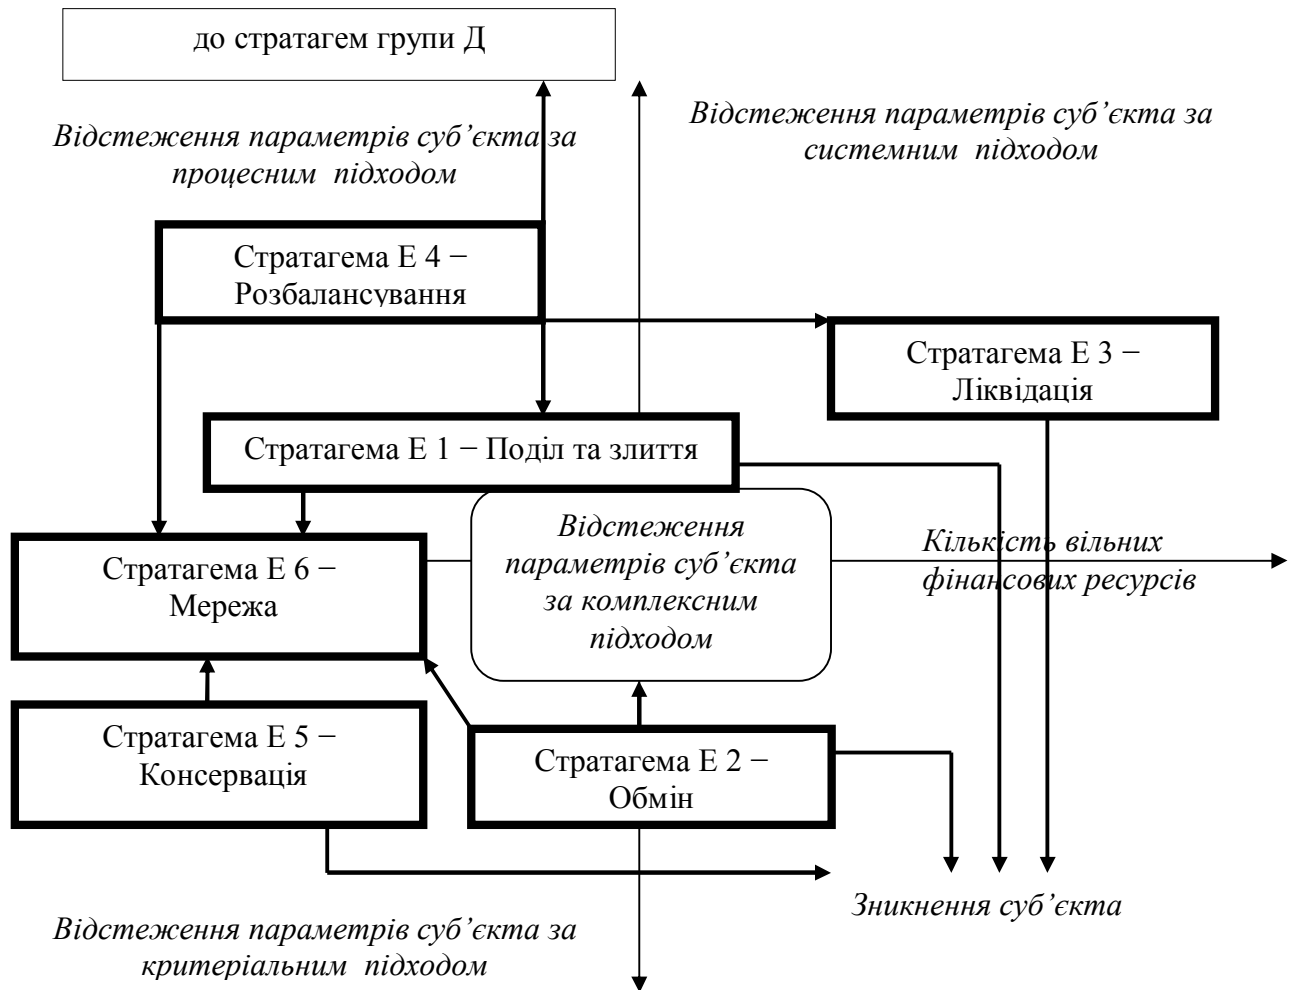 до стратагем групи Д
Відстеження параметрів суб’єкта за
процесним підходом
Відстеження параметрів суб’єкта за
системним підходом
Стратагема Е 4 −
Розбалансування
Стратагема Е 3 −
Ліквідація
Стратагема Е 1 − Поділ та злиття
Відстеження
параметрів суб’єкта
за комплексним
підходом
Кількість вільних
фінансових ресурсів
Стратагема Е 6 −
Мережа
Стратагема Е 5 −
Консервація
Стратагема Е 2 −
Обмін
Зникнення суб’єкта
Відстеження параметрів суб’єкта за
критеріальним підходом